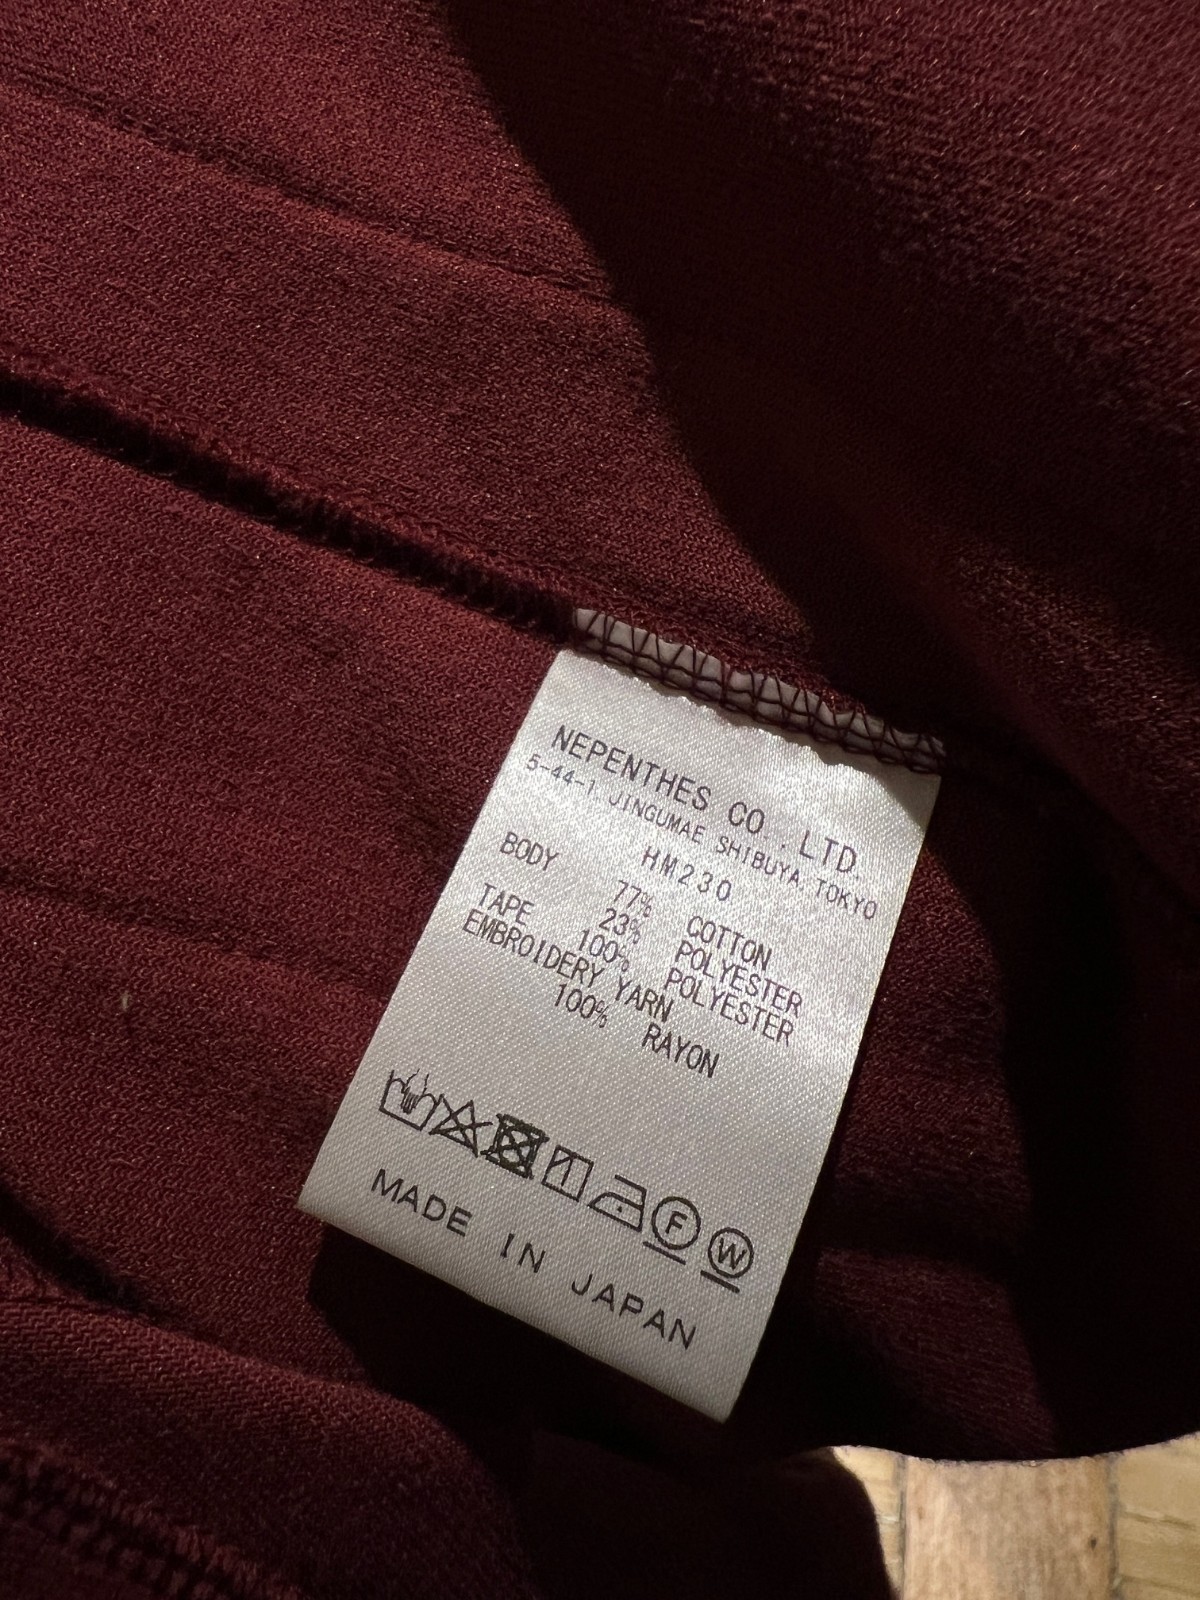 NEPENTHES CO.,LTD.
5-44-1, JINGUMAE SHIBUYA, TOKYO
HM230
BODY 77% COTTON
23% POLYESTER
TAPE 100% POLYESTER
EMBROIDERY YARN
100% RAYON
F W
MADE IN JAPAN